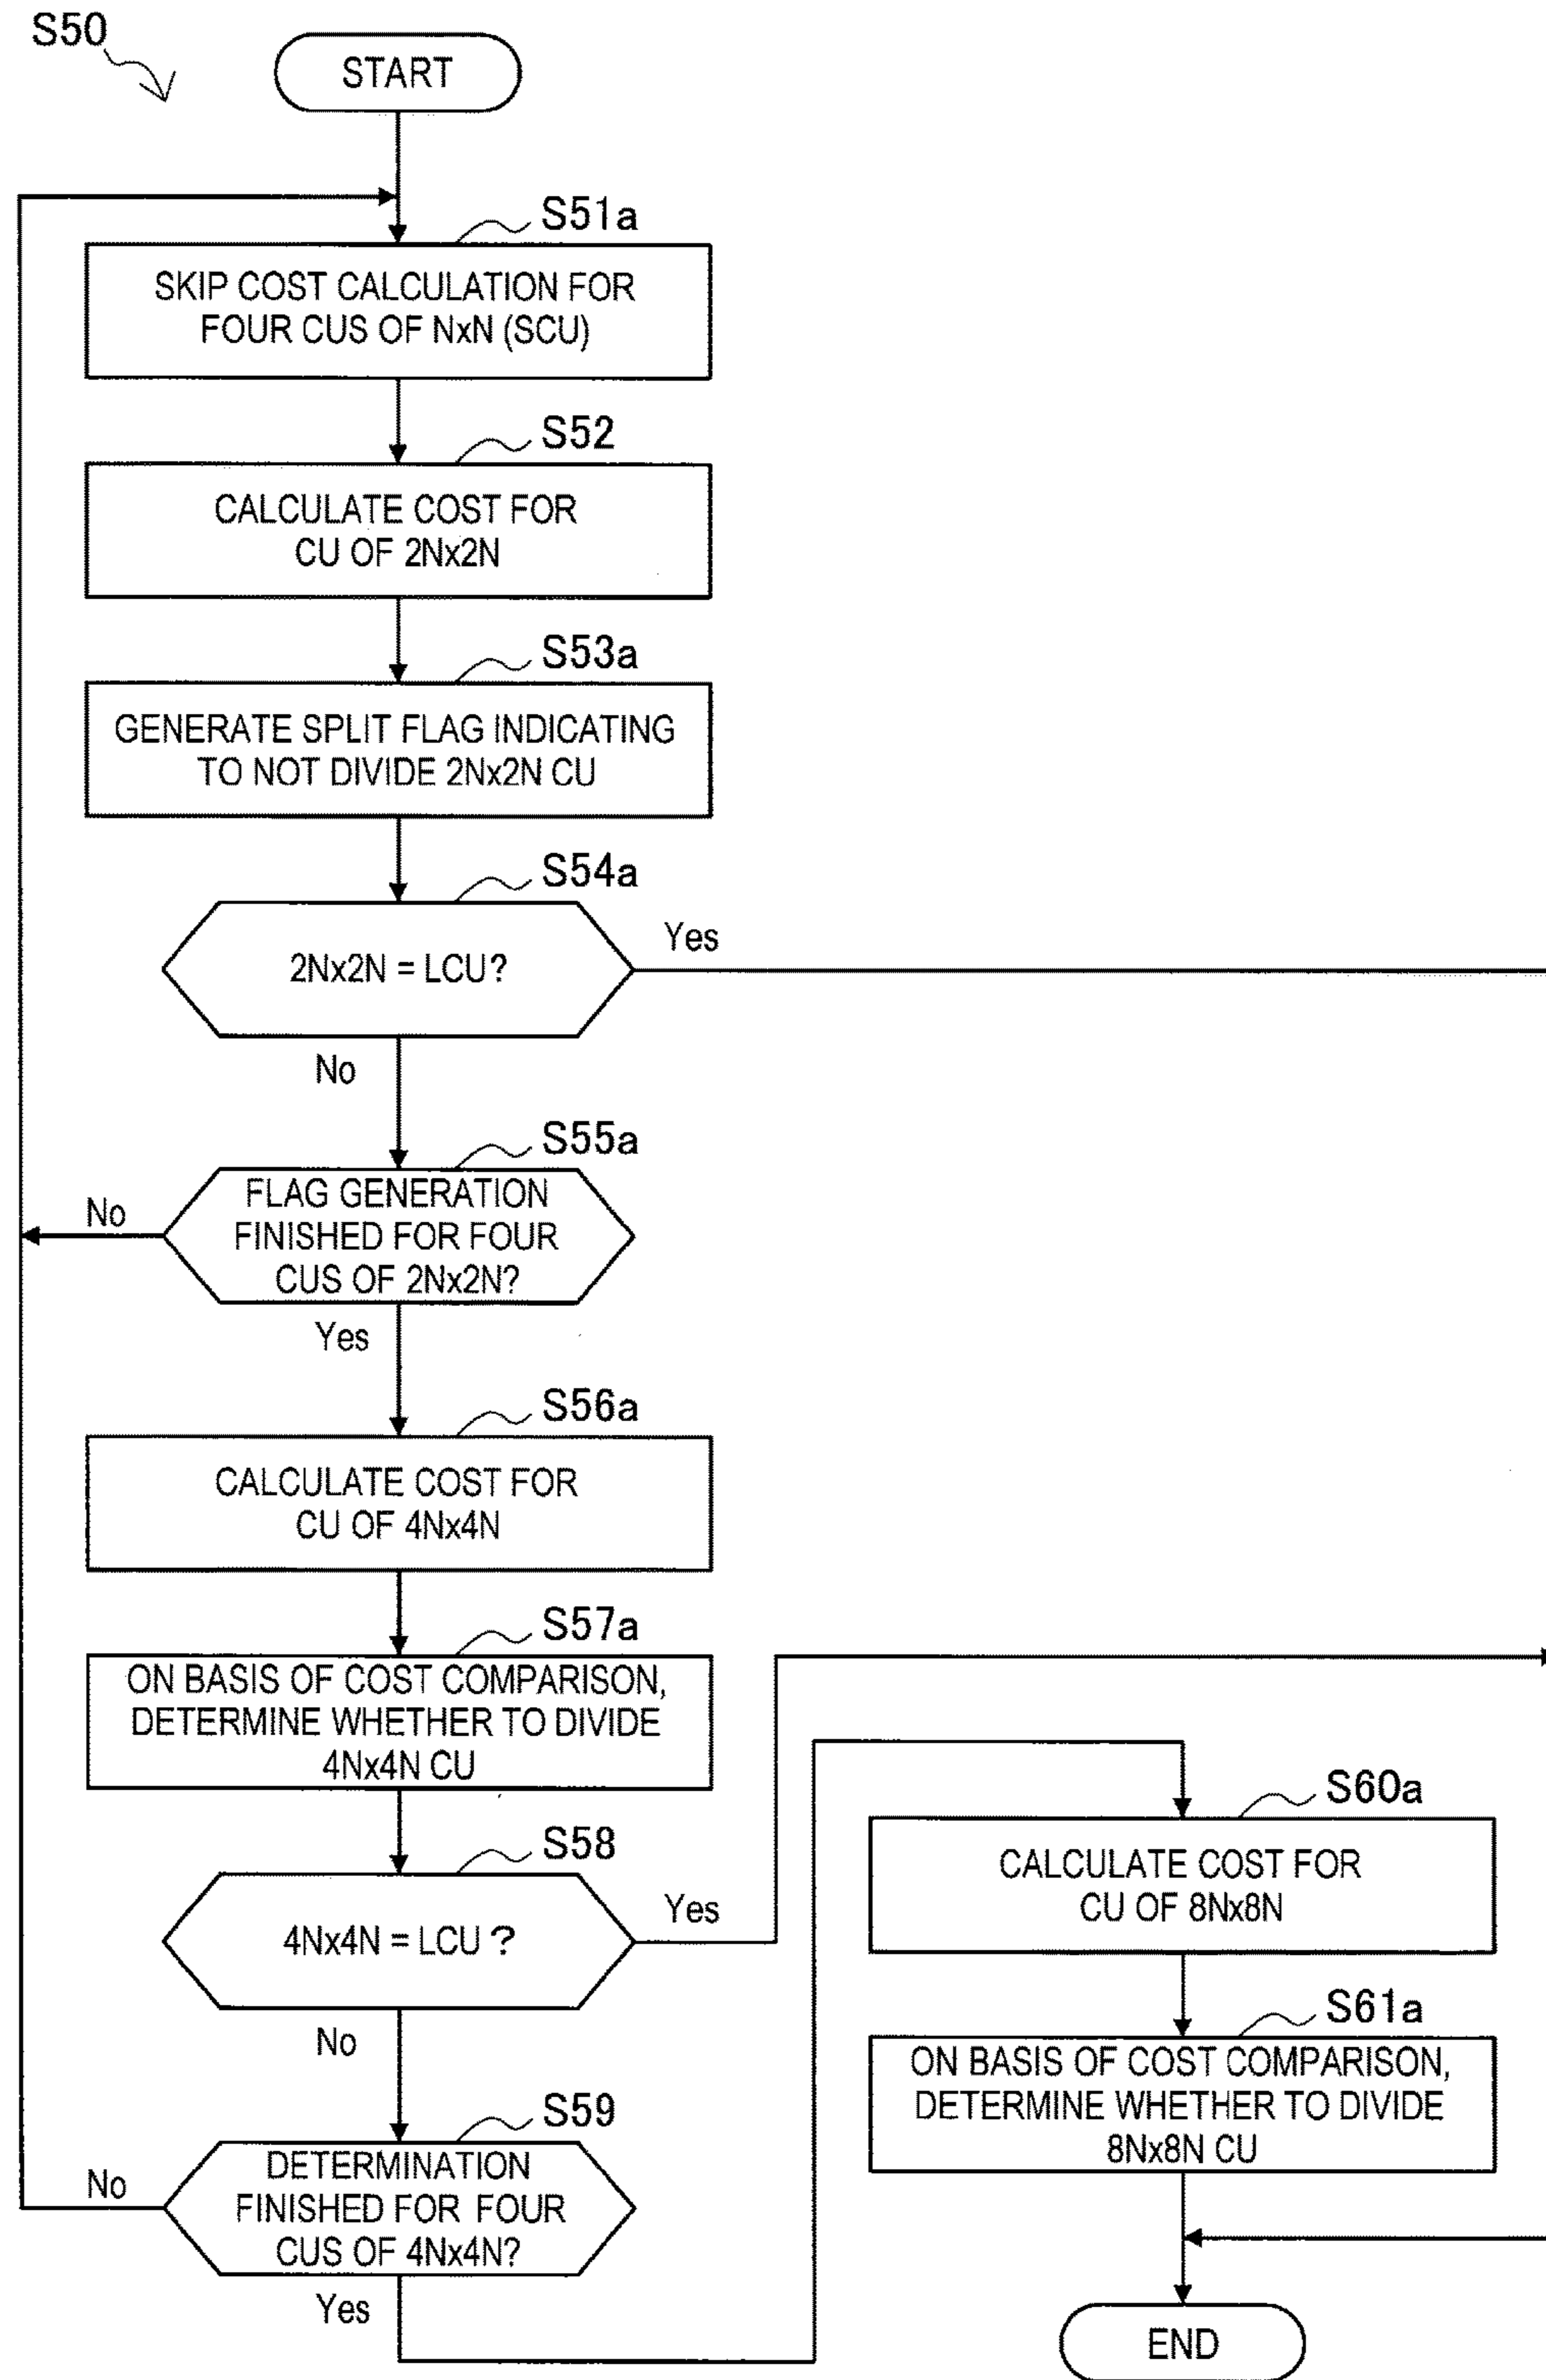 S50
START
S51a
SKIP COST CALCULATION FOR
FOUR CUS OF NxN (SCU)
S52
CALCULATE COST FOR
CU OF 2Nx2N
S53a
GENERATE SPLIT FLAG INDICATING
TO NOT DIVIDE 2Nx2N CU
S54a
2Nx2N = LCU?
Yes
No
S55a
FLAG GENERATION
FINISHED FOR FOUR
CUS OF 2Nx2N?
No
Yes
S56a
CALCULATE COST FOR
CU OF 4Nx4N
S57a
ON BASIS OF COST COMPARISON,
DETERMINE WHETHER TO DIVIDE
4Nx4N CU
S58
4Nx4N = LCU ?
Yes
No
S59
DETERMINATION
FINISHED FOR FOUR
CUS OF 4Nx4N?
No
Yes
S60a
CALCULATE COST FOR
CU OF 8Nx8N
S61a
ON BASIS OF COST COMPARISON,
DETERMINE WHETHER TO DIVIDE
8Nx8N CU
END